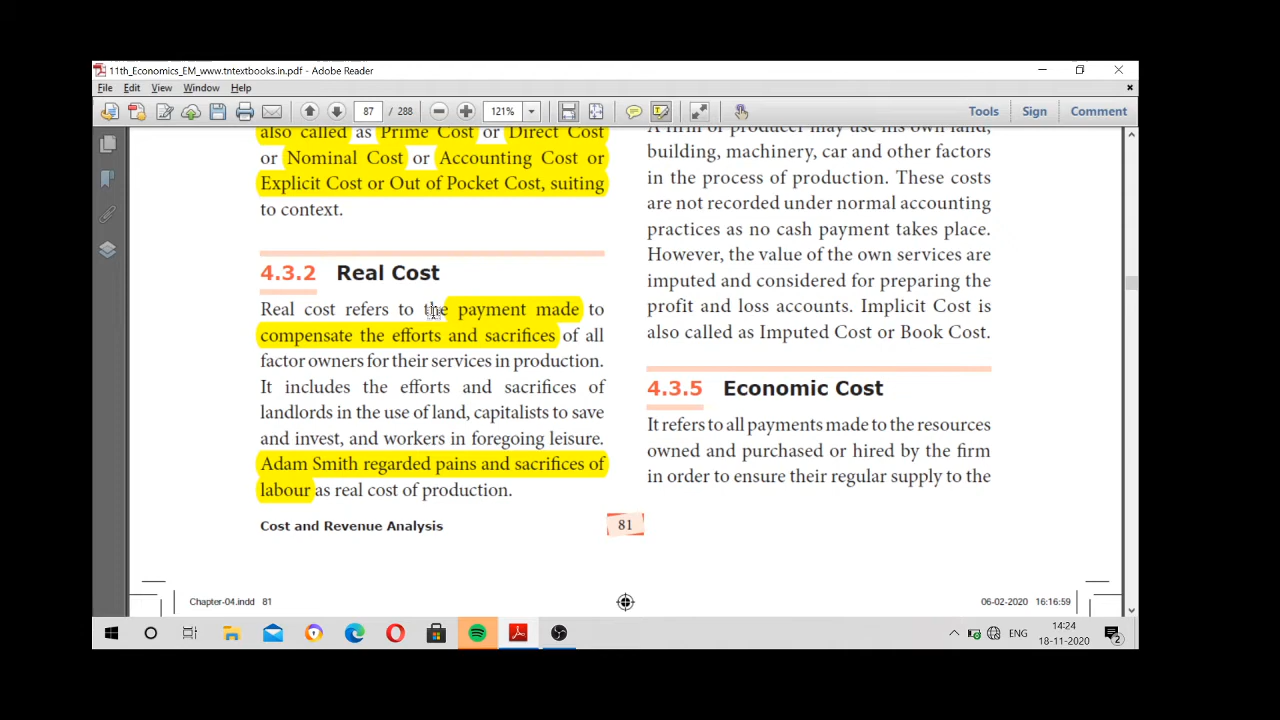 11th_Economics_EM_www.tntextbooks.in.pdf - Adobe Reader
File Edit View Window Help
87 / 288 121% Tools Sign Comment
also called as Prime Cost or Direct Cost
or Nominal Cost or Accounting Cost or
Explicit Cost or Out of Pocket Cost, suiting
to context.
4.3.2 Real Cost
Real cost refers to the payment made to
compensate the efforts and sacrifices of all
factor owners for their services in production.
It includes the efforts and sacrifices of
landlords in the use of land, capitalists to save
and invest, and workers in foregoing leisure.
Adam Smith regarded pains and sacrifices of
labour as real cost of production.
A firm or producer may use his own land,
building, machinery, car and other factors
in the process of production. These costs
are not recorded under normal accounting
practices as no cash payment takes place.
However, the value of the own services are
imputed and considered for preparing the
profit and loss accounts. Implicit Cost is
also called as Imputed Cost or Book Cost.
4.3.5 Economic Cost
It refers to all payments made to the resources
owned and purchased or hired by the firm
in order to ensure their regular supply to the
Cost and Revenue Analysis
81
Chapter-04.indd 81
06-02-2020 16:16:59
ENG
14:24
18-11-2020
2